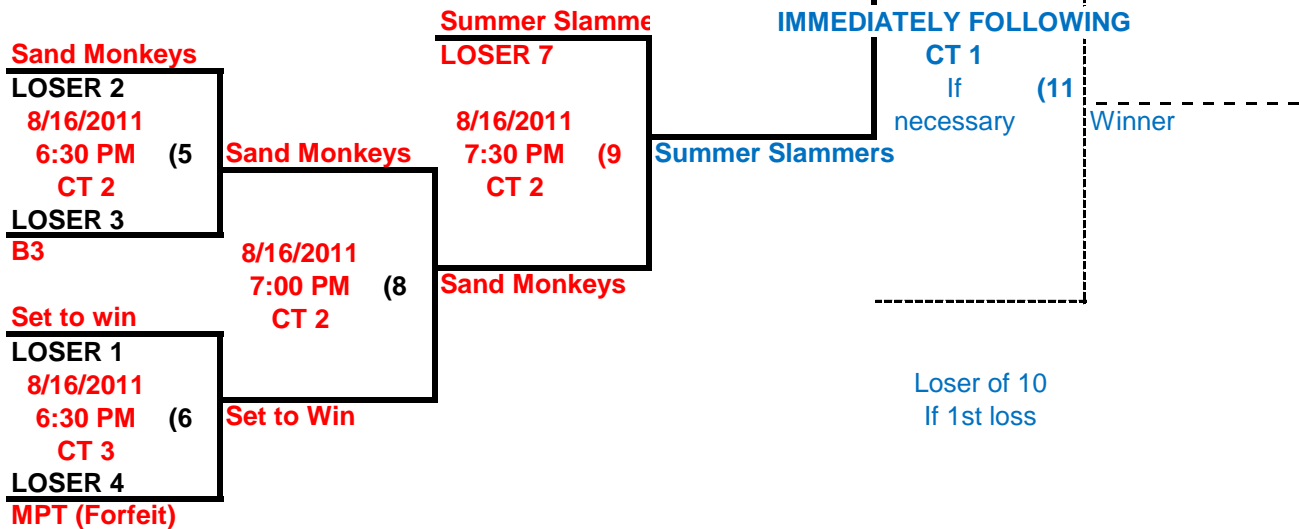 Summer Slamme
IMMEDIATELY FOLLOWING
Sand Monkeys
LOSER 7
CT 1
LOSER 2
If
(11
8/16/2011
8/16/2011
necessary
Winner
6:30 PM (5
Sand Monkeys
7:30 PM (9
Summer Slammers
CT 2
CT 2
LOSER 3
B3
8/16/2011
7:00 PM (8
Sand Monkeys
CT 2
Set to win
LOSER 1
8/16/2011
Loser of 10
6:30 PM (6
Set to Win
If 1st loss
CT 3
LOSER 4
MPT (Forfeit)